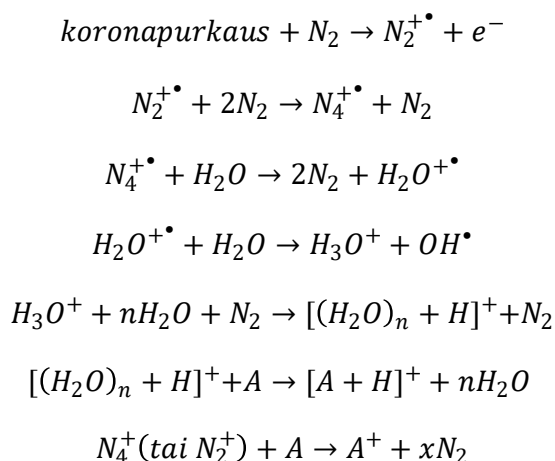 koronapurkaus + N₂ → N₂⁺• + e⁻
N₂⁺• + 2N₂ → N₄⁺• + N₂
N₄⁺• + H₂O → 2N₂ + H₂O⁺•
H₂O⁺• + H₂O → H₃O⁺ + OH•
H₃O⁺ + nH₂O + N₂ → [(H₂O)ₙ + H]⁺+N₂
[(H₂O)ₙ + H]⁺+A → [A + H]⁺ + nH₂O
N₄⁺(tai N₂⁺) + A → A⁺ + xN₂